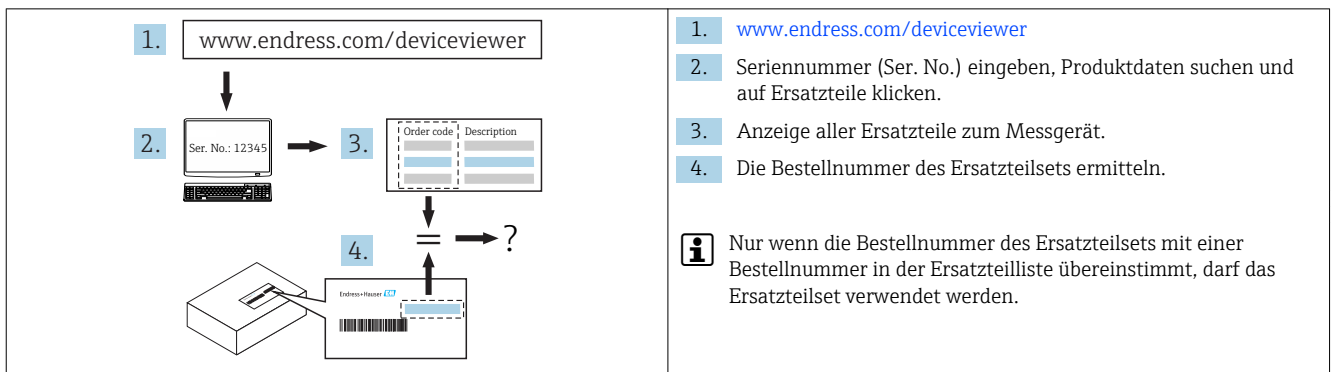 1. www.endress.com/deviceviewer
2. Ser. No.: 12345
3. Order code Description
= ?
4.
Endress+Hauser EH
1. www.endress.com/deviceviewer
2. Seriennummer (Ser. No.) eingeben, Produktdaten suchen und
auf Ersatzteile klicken.
3. Anzeige aller Ersatzteile zum Messgerät.
4. Die Bestellnummer des Ersatzteilsets ermitteln.
i Nur wenn die Bestellnummer des Ersatzteilsets mit einer
Bestellnummer in der Ersatzteilliste übereinstimmt, darf das
Ersatzteilset verwendet werden.